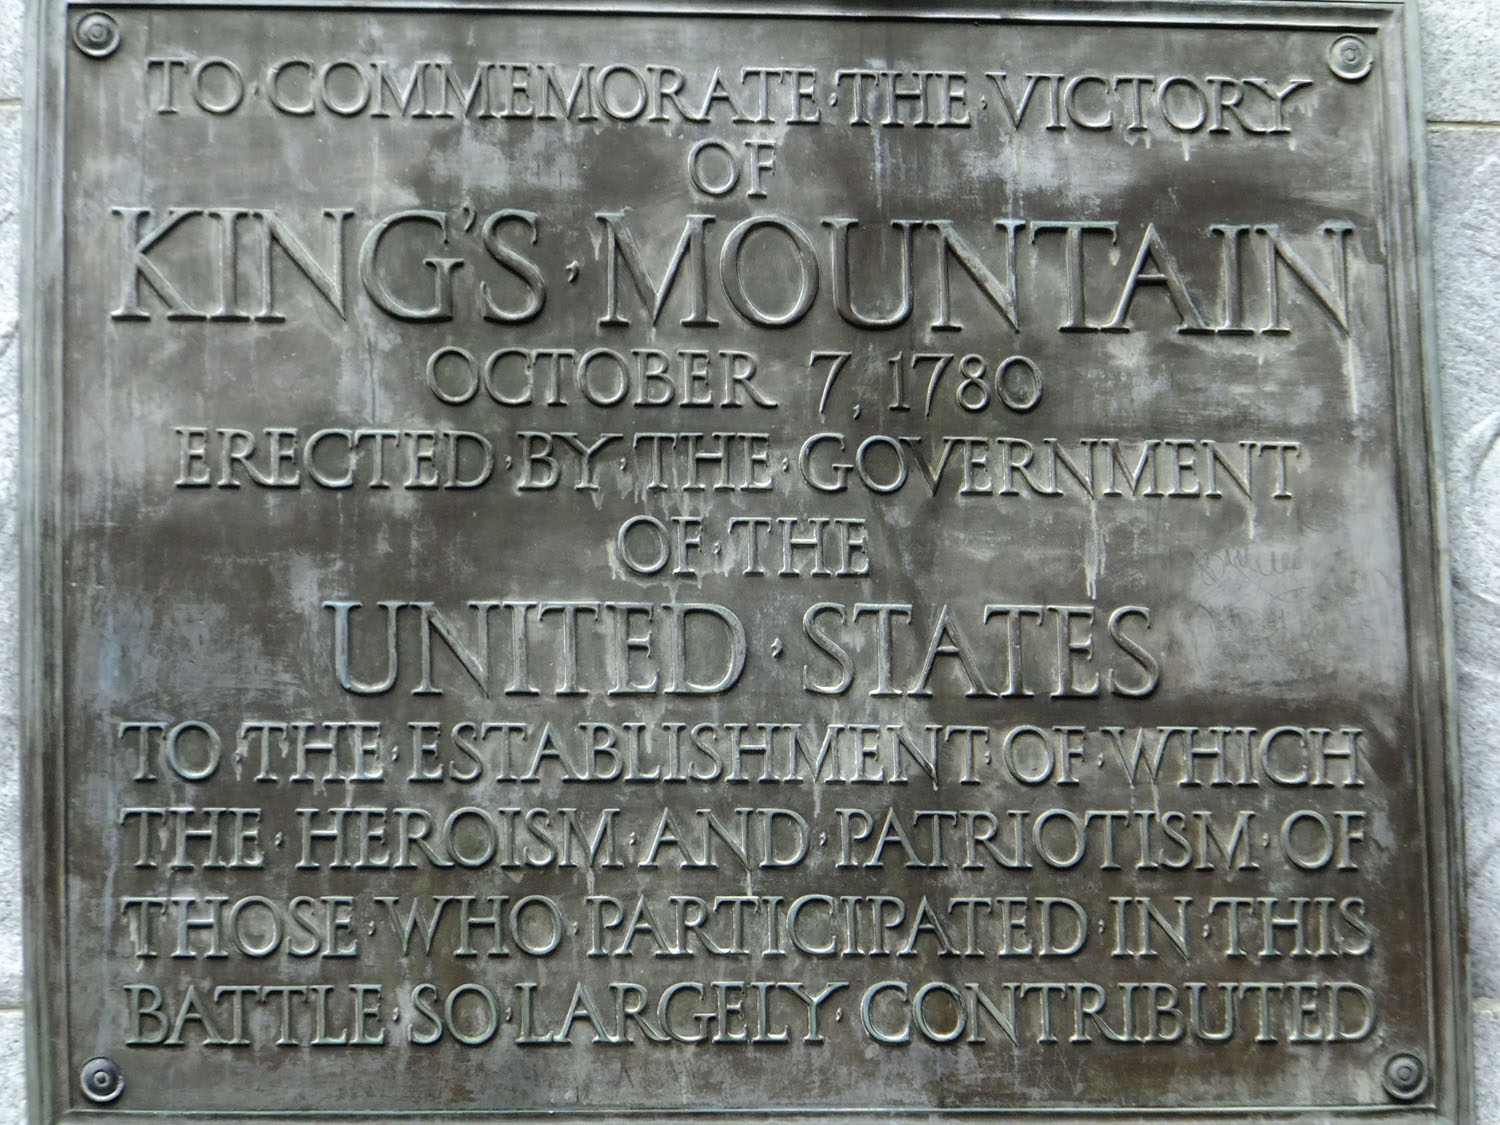 TO·COMMEMORATE·THE·VICTORY
OF
KING'S·MOUNTAIN
OCTOBER 7, 1780
ERECTED·BY·THE·GOVERNMENT
OF·THE
UNITED·STATES
TO THE·ESTABLISHMENT·OF·WHICH
THE·HEROISM·AND·PATRIOTISM·OF
THOSE·WHO·PARTICIPATED·IN·THIS
BATTLE·SO·LARGELY CONTRIBUTED